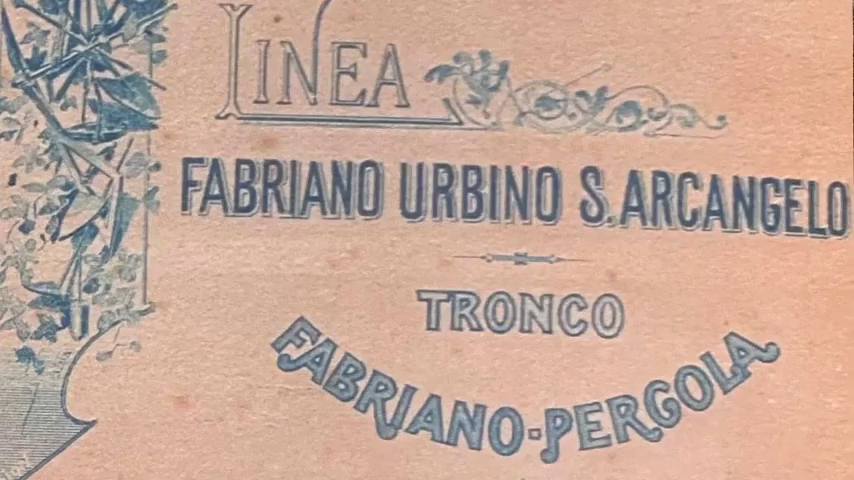 LINEA
FABRIANO URBINO S. ARCANGELO
TRONCO
FABRIANO-PERGOLA